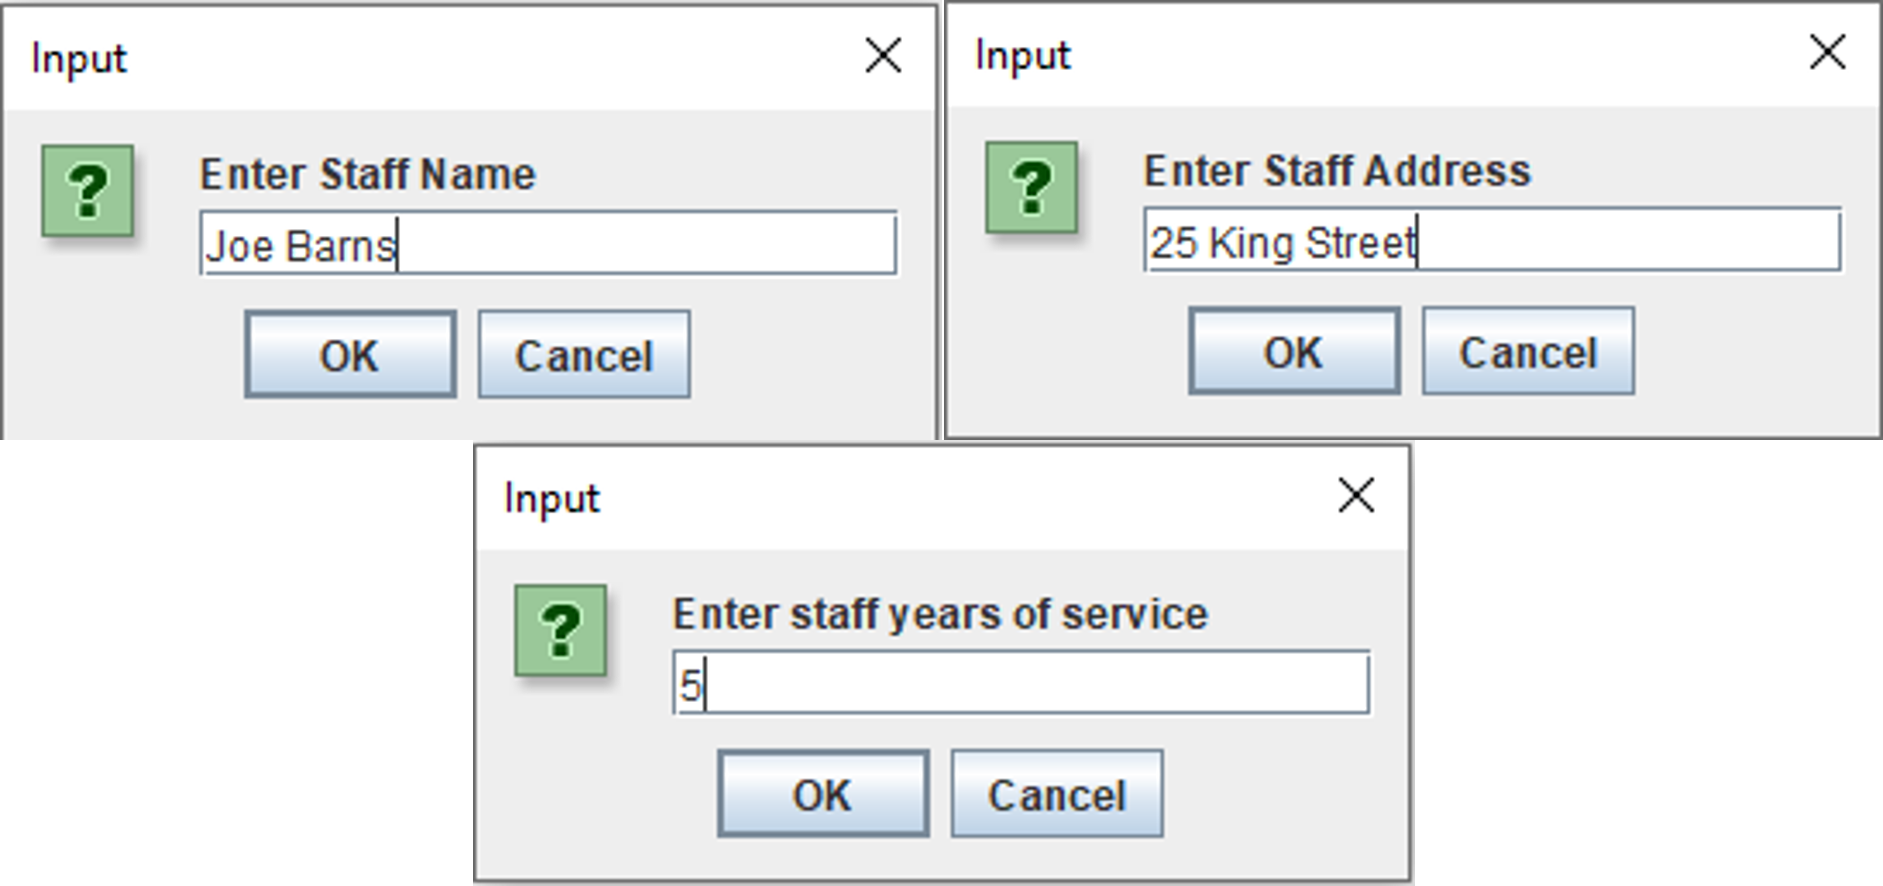 Input
Enter Staff Name
Joe Barns
OK Cancel
Input
Enter Staff Address
25 King Street
OK Cancel
Input
Enter staff years of service
5
OK Cancel